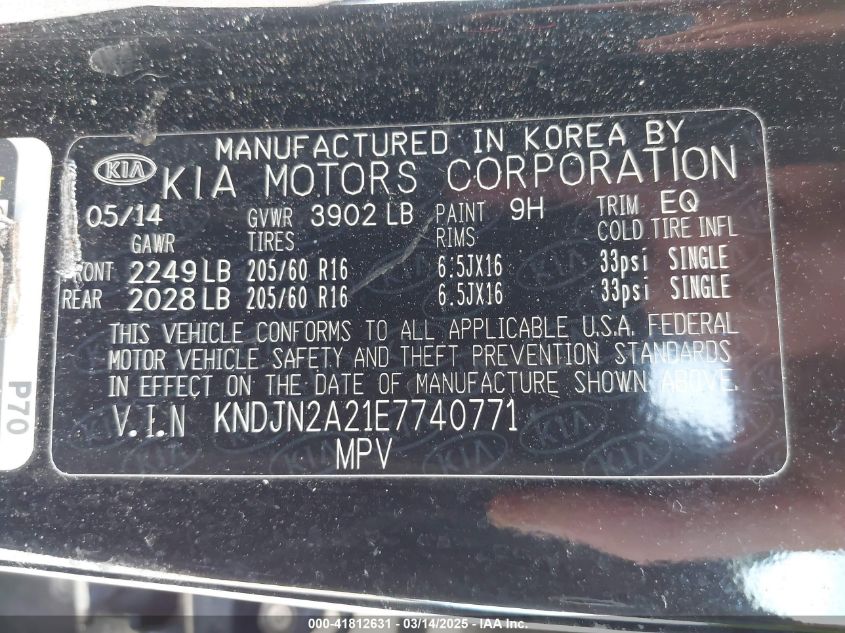 MANUFACTURED IN KOREA BY
KIA KIA MOTORS CORPORATION
05/14 GVWR 3902 LB PAINT 9H TRIM EQ
GAWR TIRES RIMS COLD TIRE INFL
FRONT 2249 LB 205/60 R16 6.5JX16 33psi SINGLE
REAR 2028 LB 205/60 R16 6.5JX16 33psi SINGLE
THIS VEHICLE CONFORMS TO ALL APPLICABLE U.S.A. FEDERAL
MOTOR VEHICLE SAFETY AND THEFT PREVENTION STANDARDS
IN EFFECT ON THE DATE OF MANUFACTURE SHOWN ABOVE.
V.I.N KNDJN2A21E7740771
MPV
P70
000-41812631 - 03/14/2025 - IAAI INC.